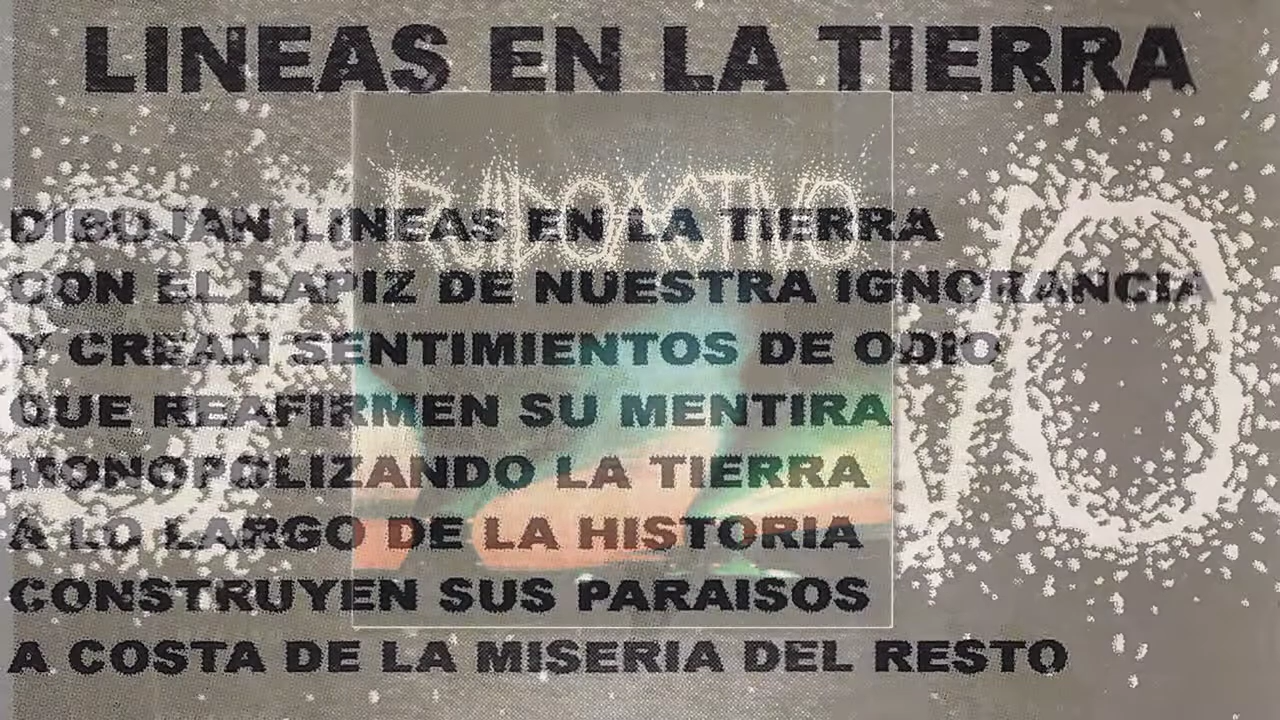 LINEAS EN LA TIERRA
RUIDO ACTIVO
DIBUJAN LINEAS EN LA TIERRA
CON EL LAPIZ DE NUESTRA IGNORANCIA
Y CREAN SENTIMIENTOS DE ODIO
QUE REAFIRMEN SU MENTIRA
MONOPOLIZANDO LA TIERRA
A LO LARGO DE LA HISTORIA
CONSTRUYEN SUS PARAISOS
A COSTA DE LA MISERIA DEL RESTO